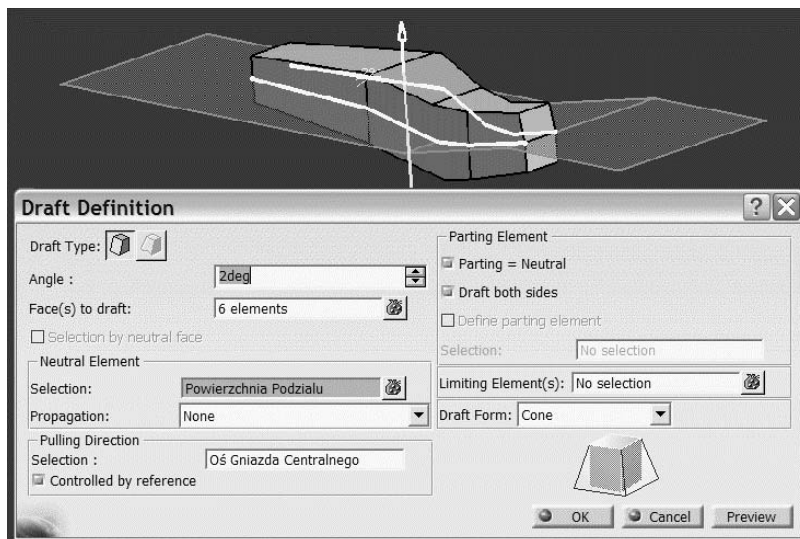 Draft Definition
Draft Type:
Angle :
2deg
Face(s) to draft:
6 elements
Selection by neutral face
Neutral Element
Selection:
Powierzchnia Podzialu
Propagation:
None
Pulling Direction
Selection :
Oś Gniazda Centralnego
Controlled by reference
Parting Element
Parting = Neutral
Draft both sides
Define parting element
Selection:
No selection
Limiting Element(s):
No selection
Draft Form:
Cone
OK
Cancel
Preview